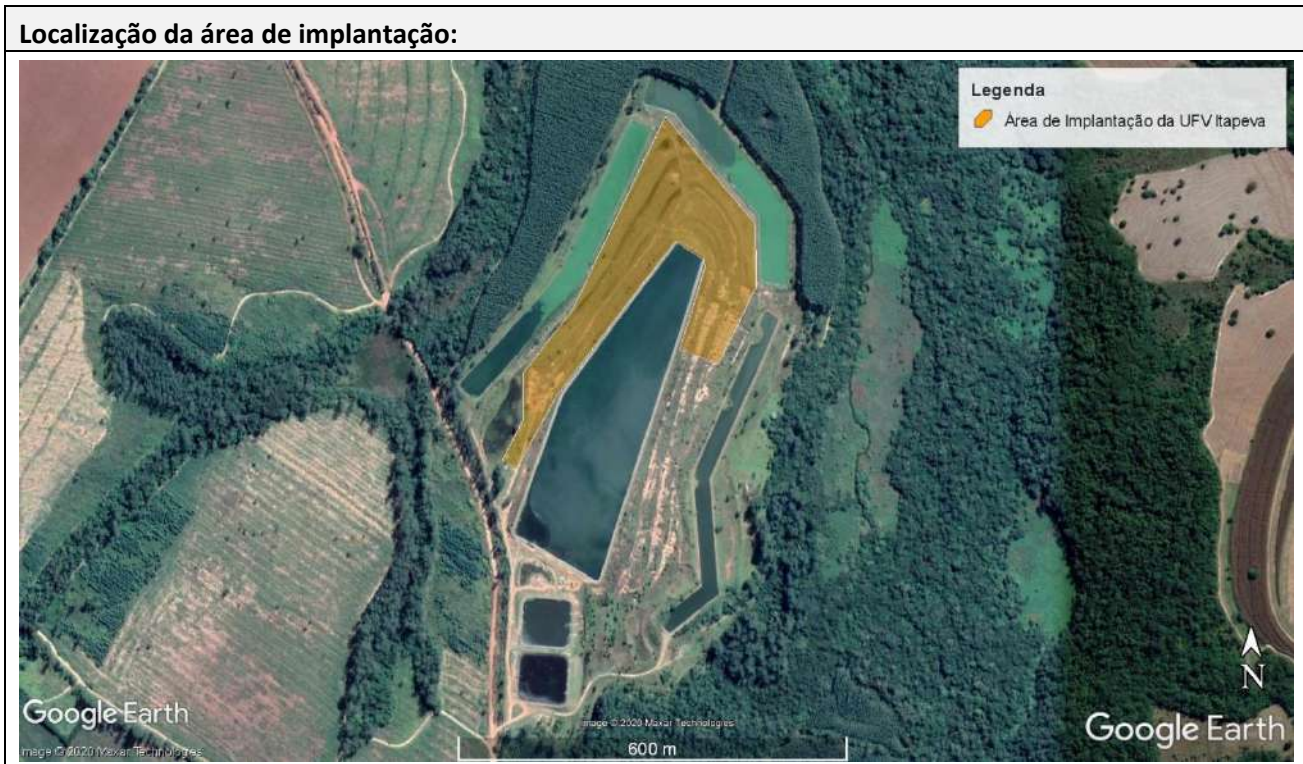 Localização da área de implantação:
Legenda
Área de Implantação da UFV Itapeva
N
Google Earth
Image © 2020 Maxar Technologies
Image © 2020 Maxar Technologies
600 m
Google Earth